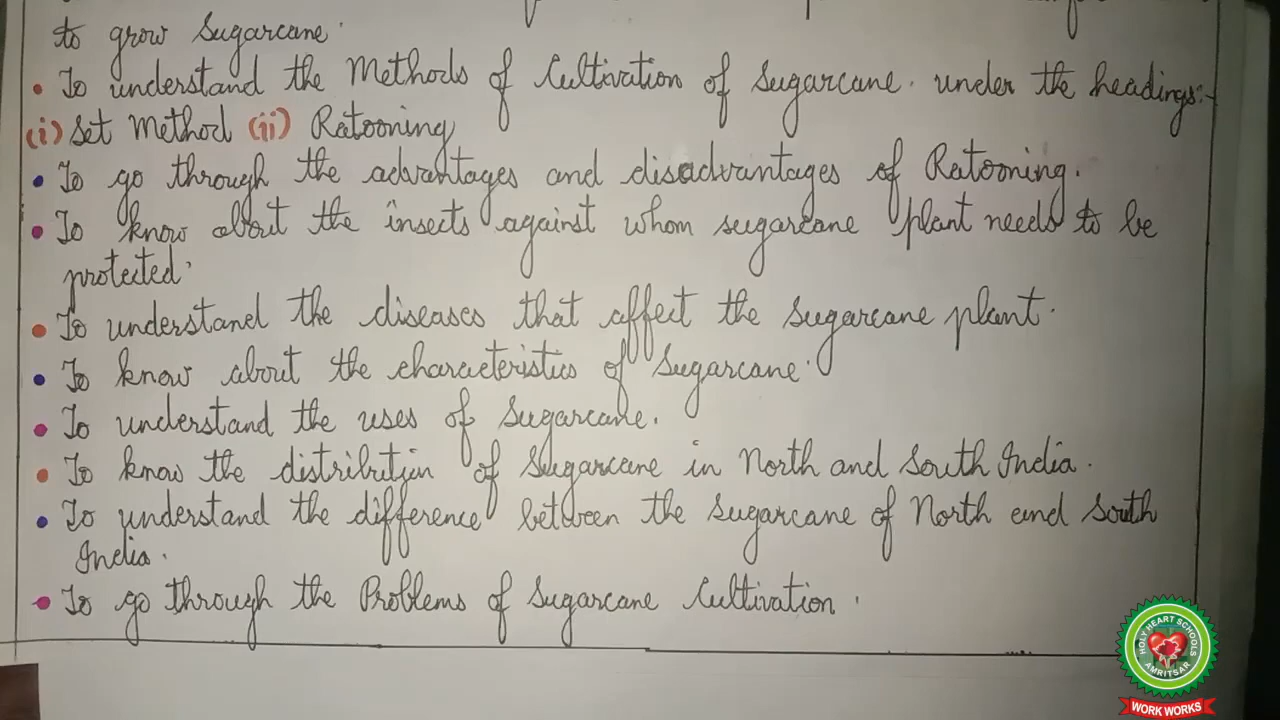 to grow Sugarcane.
• To understand the Methods of Cultivation of Sugarcane. under the headings:-
(i) Set Method (ii) Ratooning
• To go through the advantages and disadvantages of Ratooning.
• To know about the insects against whom sugarcane plant needs to be
protected.
• To understand the diseases that affect the Sugarcane plant.
• To know about the characteristics of Sugarcane.
• To understand the uses of Sugarcane.
• To know the distribution of Sugarcane in North and South India.
• To understand the difference between the Sugarcane of North and South
India.
• To go through the Problems of Sugarcane Cultivation.
HOLY HEART SCHOOLS
AMRITSAR
WORK WORKS